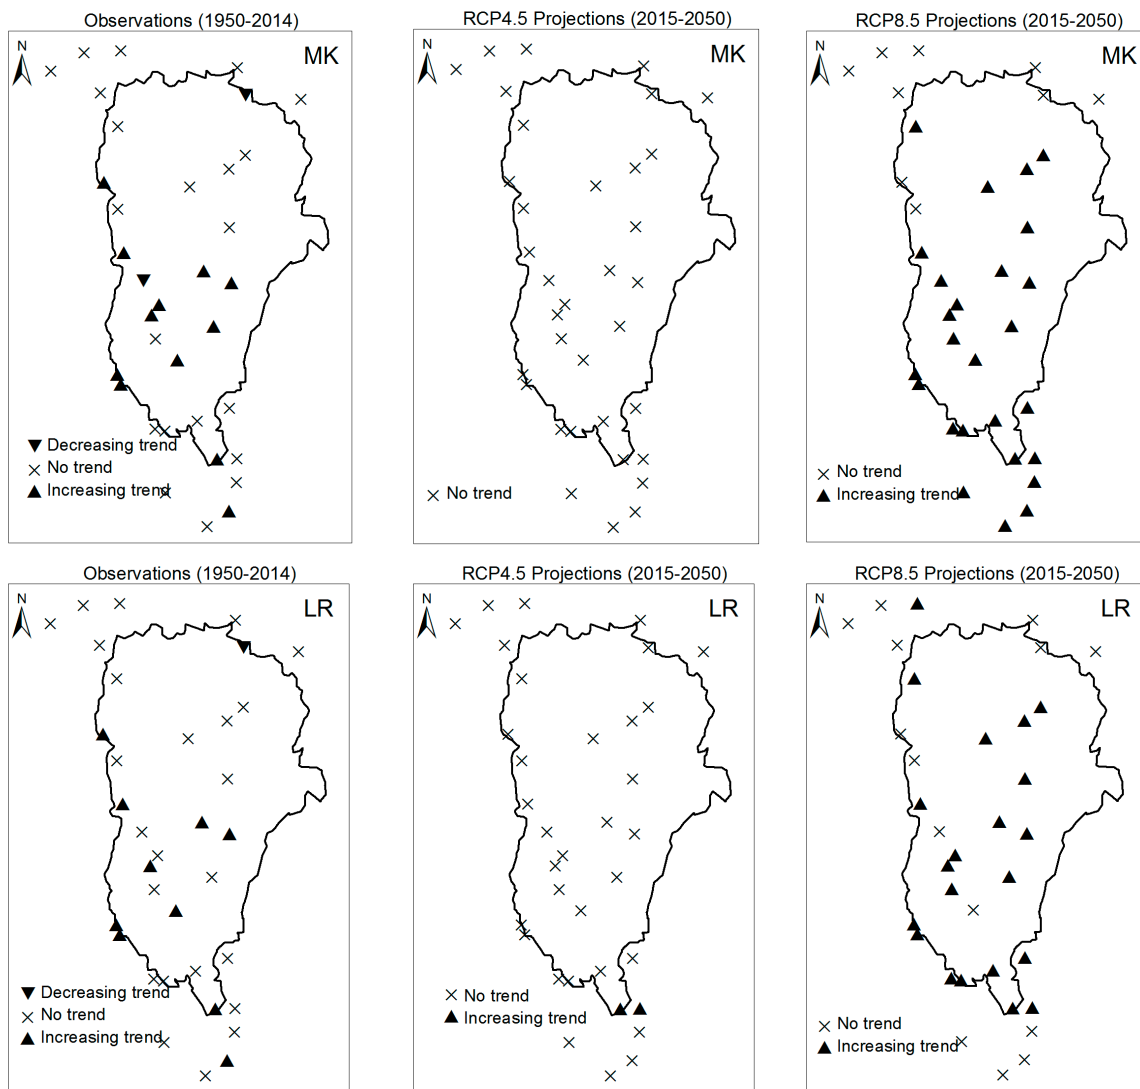 Observations (1950-2014)
N
MK
Decreasing trend
No trend
Increasing trend
RCP4.5 Projections (2015-2050)
N
MK
No trend
RCP8.5 Projections (2015-2050)
N
MK
No trend
Increasing trend
Observations (1950-2014)
N
LR
Decreasing trend
No trend
Increasing trend
RCP4.5 Projections (2015-2050)
N
LR
No trend
Increasing trend
RCP8.5 Projections (2015-2050)
N
LR
No trend
Increasing trend